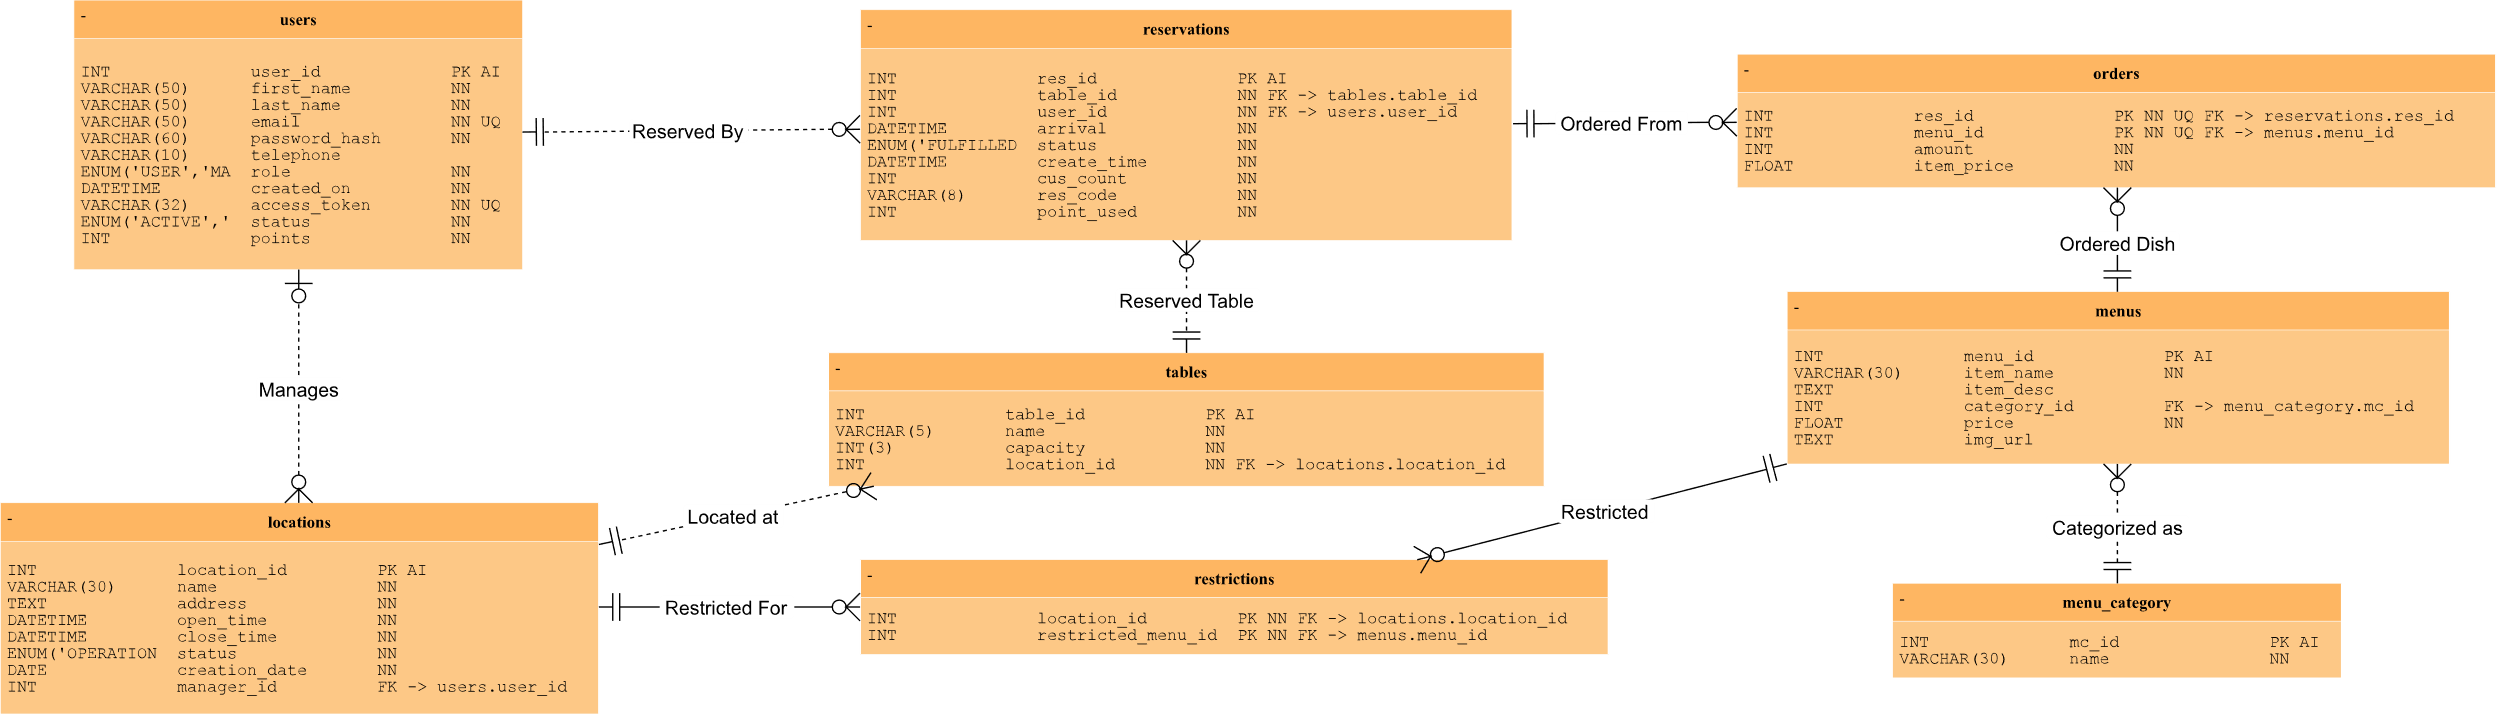 -
users
INT user_id PK AI
VARCHAR(50) first_name NN
VARCHAR(50) last_name NN
VARCHAR(50) email NN UQ
VARCHAR(60) password_hash NN
VARCHAR(10) telephone
ENUM('USER','MA role NN
DATETIME created_on NN
VARCHAR(32) access_token NN UQ
ENUM('ACTIVE',' status NN
INT points NN
Reserved By
-
reservations
INT res_id PK AI
INT table_id NN FK -> tables.table_id
INT user_id NN FK -> users.user_id
DATETIME arrival NN
ENUM('FULFILLED status NN
DATETIME create_time NN
INT cus_count NN
VARCHAR(8) res_code NN
INT point_used NN
Ordered From
-
orders
INT res_id PK NN UQ FK -> reservations.res_id
INT menu_id PK NN UQ FK -> menus.menu_id
INT amount NN
FLOAT item_price NN
Ordered Dish
Reserved Table
Manages
-
tables
INT table_id PK AI
VARCHAR(5) name NN
INT(3) capacity NN
INT location_id NN FK -> locations.location_id
-
menus
INT menu_id PK AI
VARCHAR(30) item_name NN
TEXT item_desc
INT category_id FK -> menu_category.mc_id
FLOAT price NN
TEXT img_url
Located at
Restricted
Categorized as
-
locations
INT location_id PK AI
VARCHAR(30) name NN
TEXT address NN
DATETIME open_time NN
DATETIME close_time NN
ENUM('OPERATION status NN
DATE creation_date NN
INT manager_id FK -> users.user_id
Restricted For
-
restrictions
INT location_id PK NN FK -> locations.location_id
INT restricted_menu_id PK NN FK -> menus.menu_id
-
menu_category
INT mc_id PK AI
VARCHAR(30) name NN